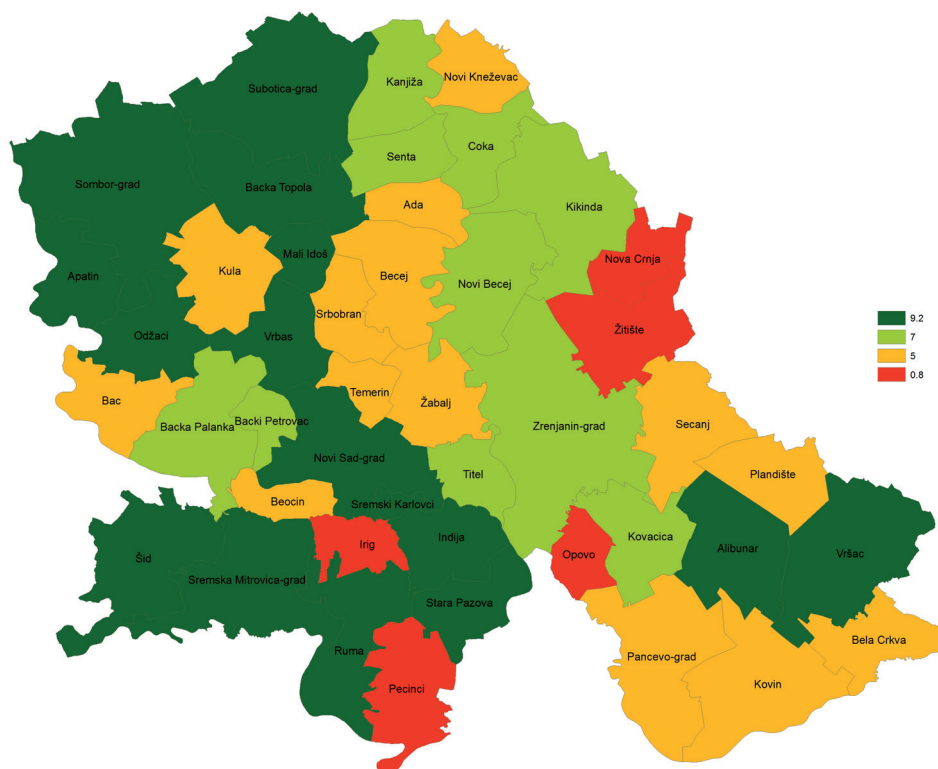 Subotica-grad
Kanjiža
Novi Kneževac
Coka
Senta
Sombor-grad
Backa Topola
Ada
Kikinda
Mali Idoš
Nova Crnja
Apatin
Kula
Becej
Novi Becej
Srbobran
Odžaci
Vrbas
Žitište
9.2
7
5
0.8
Bac
Temerin
Žabalj
Backa Palanka
Backi Petrovac
Zrenjanin-grad
Secanj
Novi Sad-grad
Titel
Plandište
Beocin
Sremski Karlovci
Irig
Indija
Opovo
Kovacica
Alibunar
Vršac
Šid
Sremska Mitrovica-grad
Stara Pazova
Ruma
Pancevo-grad
Bela Crkva
Pecinci
Kovin